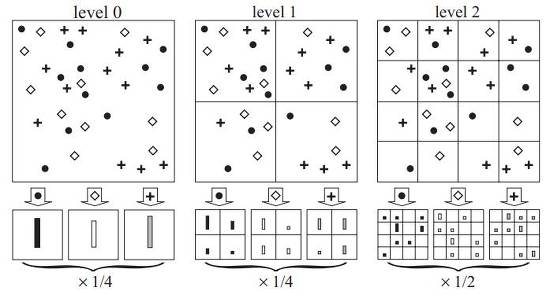 level 0 level 1 level 2
× 1/4 × 1/4 × 1/2